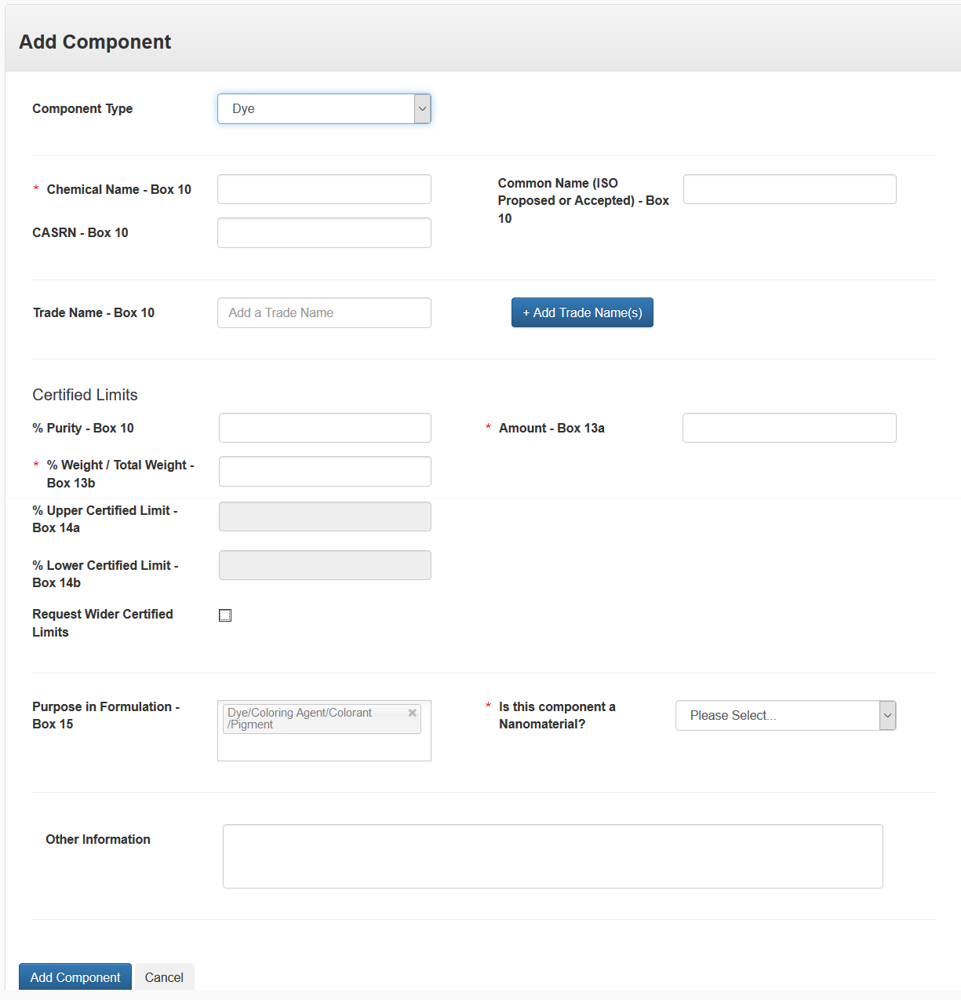 Add Component
Component Type
Dye
* Chemical Name - Box 10
Common Name (ISO
Proposed or Accepted) - Box
10
CASRN - Box 10
Trade Name - Box 10
Add a Trade Name
+ Add Trade Name(s)
Certified Limits
% Purity - Box 10
* Amount - Box 13a
* % Weight / Total Weight -
Box 13b
% Upper Certified Limit -
Box 14a
% Lower Certified Limit -
Box 14b
Request Wider Certified
Limits
Purpose in Formulation -
Box 15
Dye/Coloring Agent/Colorant
/Pigment
* Is this component a
Nanomaterial?
Please Select...
Other Information
Add Component
Cancel